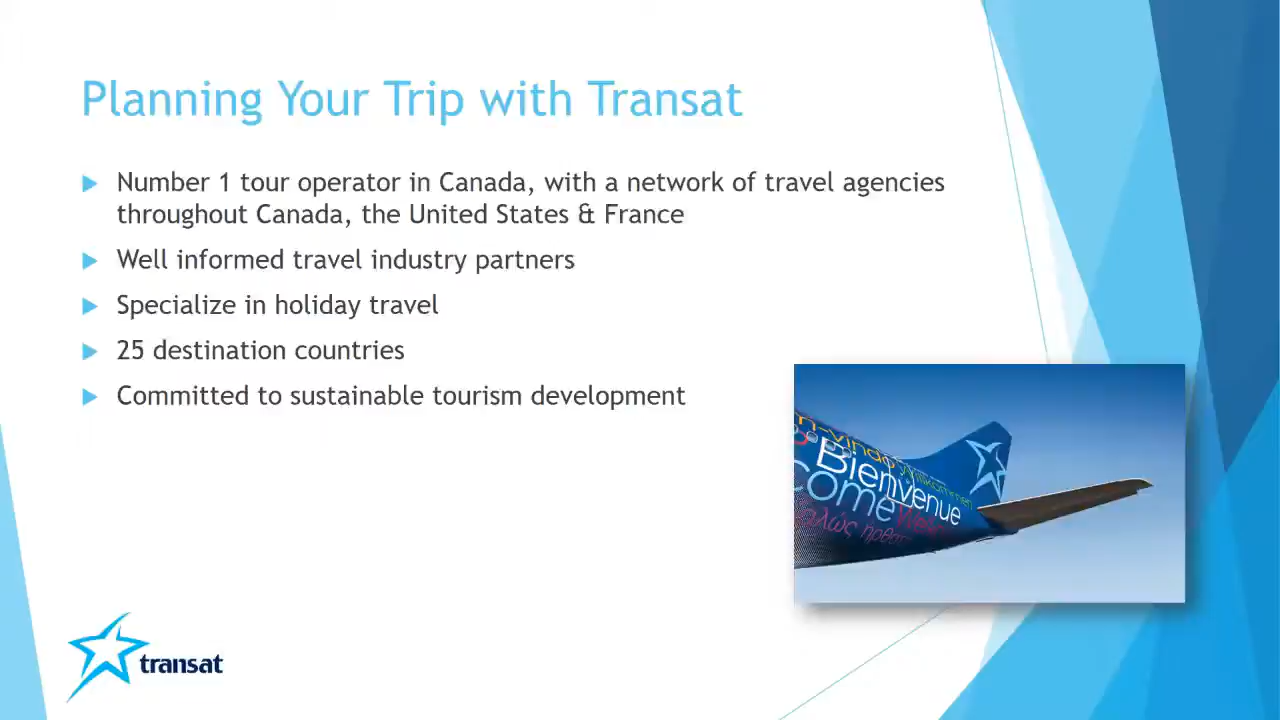 Planning Your Trip with Transat
Number 1 tour operator in Canada, with a network of travel agencies
throughout Canada, the United States & France
Well informed travel industry partners
Specialize in holiday travel
25 destination countries
Committed to sustainable tourism development
Willkommen
Bienvenue
come
transat